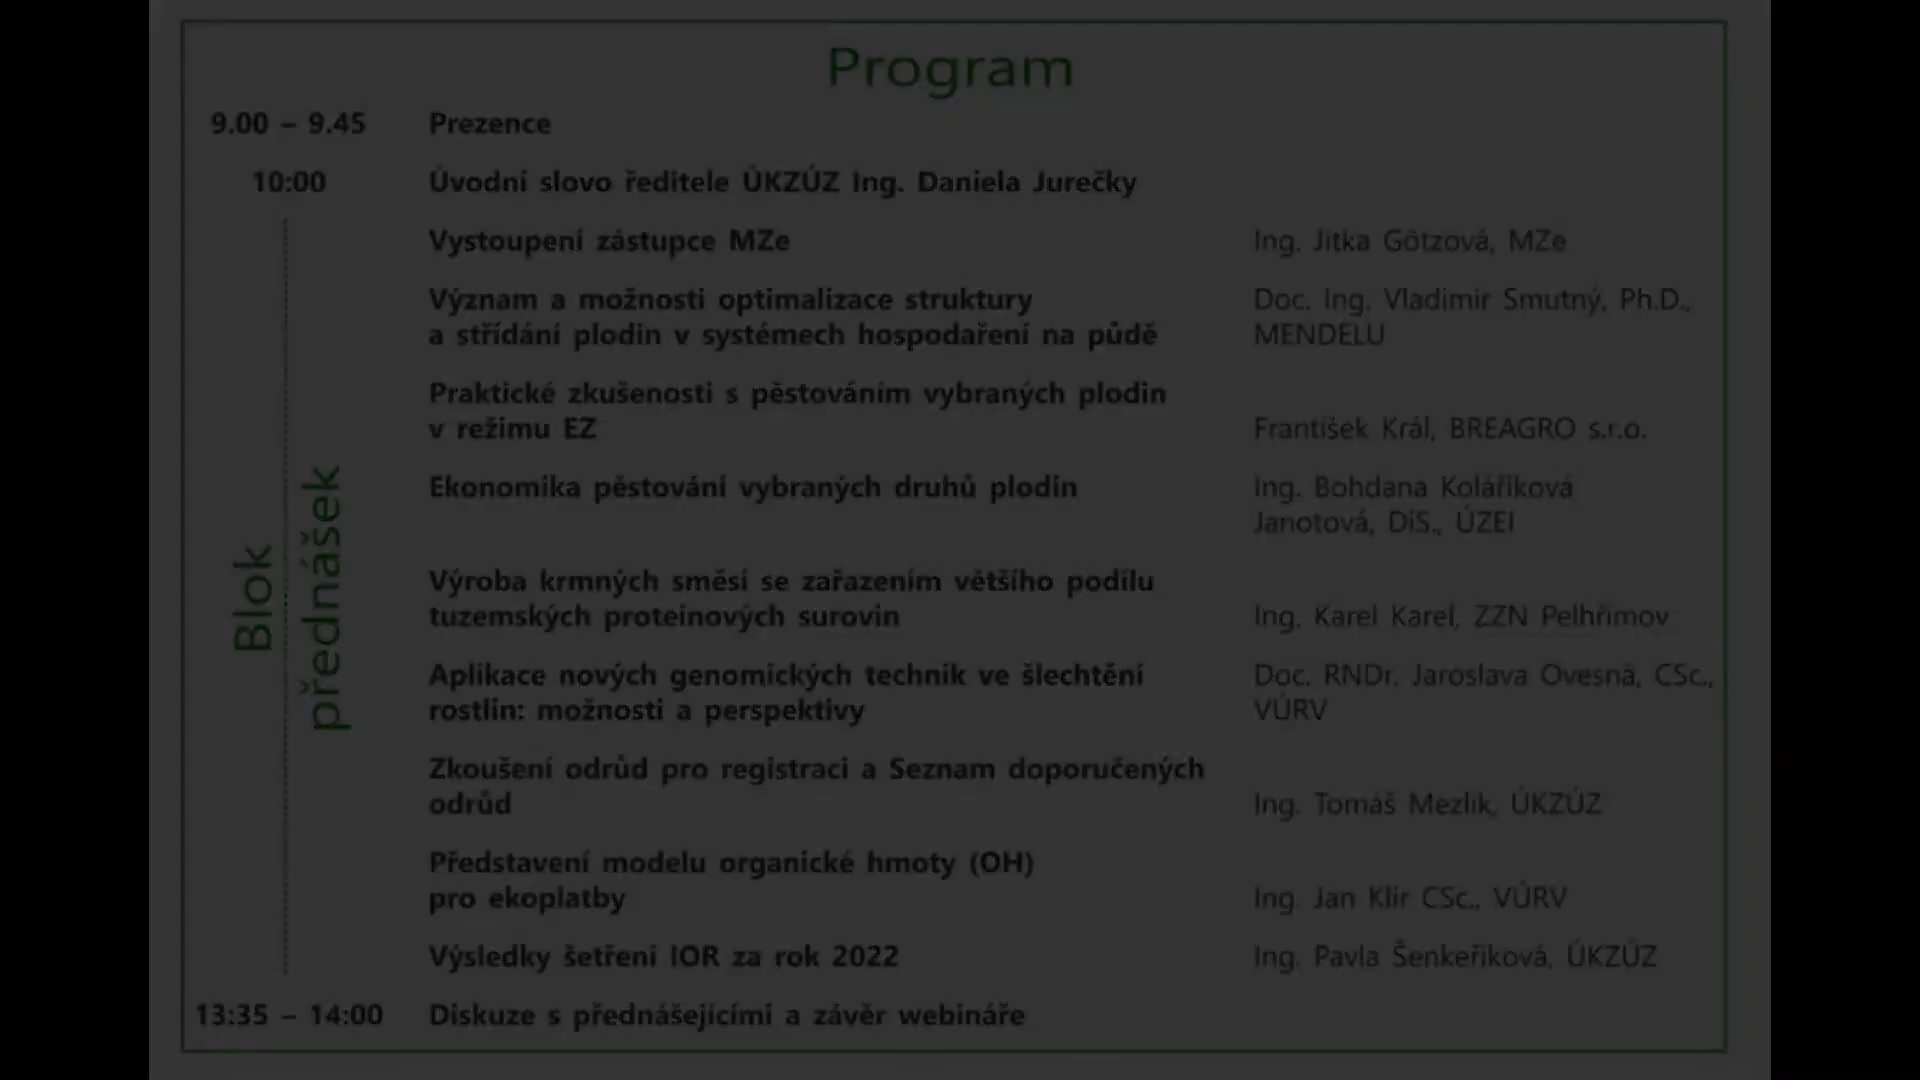 Program
9.00 – 9.45 Prezence
10:00 Úvodní slovo ředitele ÚKZÚZ Ing. Daniela Jurečky
Blok
přednášek
Vystoupení zástupce MZe Ing. Jitka Götzová, MZe
Význam a možnosti optimalizace struktury Doc. Ing. Vladimír Smutný, Ph.D.,
a střídání plodin v systémech hospodaření na půdě MENDELU
Praktické zkušenosti s pěstováním vybraných plodin
v režimu EZ František Král, BREAGRO s.r.o.
Ekonomika pěstování vybraných druhů plodin Ing. Bohdana Koláříková
Janotová, DiS., ÚZEI
Výroba krmných směsí se zařazením většího podílu
tuzemských proteinových surovin Ing. Karel Karel, ZZN Pelhřimov
Aplikace nových genomických technik ve šlechtění Doc. RNDr. Jaroslava Ovesná, CSc.,
rostlin: možnosti a perspektivy VÚRV
Zkoušení odrůd pro registraci a Seznam doporučených
odrůd Ing. Tomáš Mezlík, ÚKZÚZ
Představení modelu organické hmoty (OH)
pro ekoplatby Ing. Jan Klír CSc., VÚRV
Výsledky šetření IOR za rok 2022 Ing. Pavla Šenkeříková, ÚKZÚZ
13:35 – 14:00 Diskuze s přednášejícími a závěr webináře